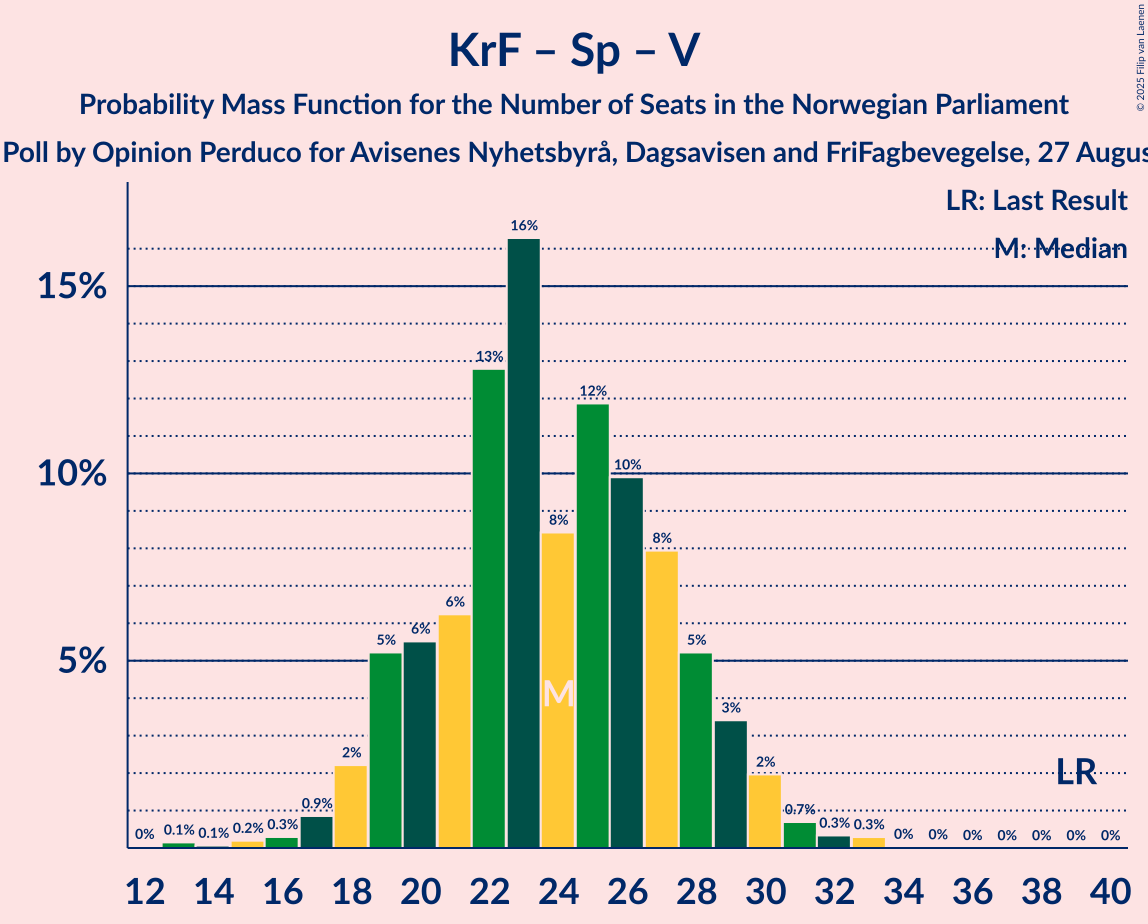 KrF – Sp – V
Probability Mass Function for the Number of Seats in the Norwegian Parliament
Poll by Opinion Perduco for Avisenes Nyhetsbyrå, Dagsavisen and FriFagbevegelse, 27 Augus
© 2025 Filip van Laenen
LR: Last Result
M: Median
16%
15%
13%
12%
10%
10%
8%
8%
6%
6%
5%
5%
5%
M
3%
LR
2%
2%
0.9%
0.7%
0% 0.1% 0.1% 0.2% 0.3% 0.3% 0.3% 0% 0% 0% 0% 0% 0% 0%
12 14 16 18 20 22 24 26 28 30 32 34 36 38 40